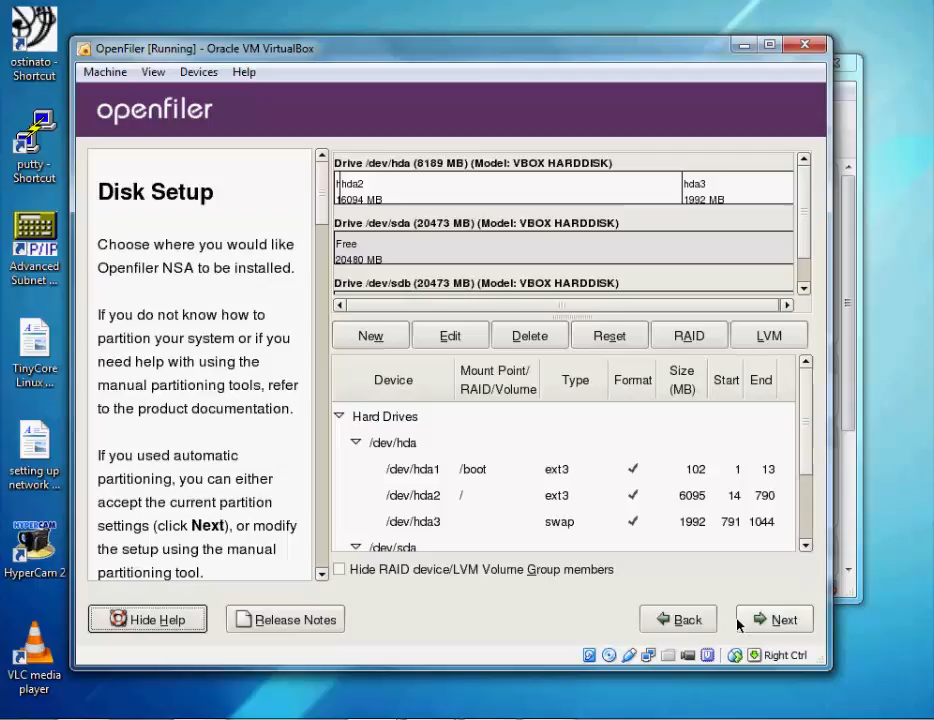 ostinato -
Shortcut
putty -
Shortcut
P/IP
Advanced
Subnet ...
TinyCore
Linux ...
setting up
network ...
HYPERCAM
HyperCam 2
VLC media
player
OpenFiler [Running] - Oracle VM VirtualBox
Machine View Devices Help
openfiler
Disk Setup
Choose where you would like
Openfiler NSA to be installed.
If you do not know how to
partition your system or if you
need help with using the
manual partitioning tools, refer
to the product documentation.
If you used automatic
partitioning, you can either
accept the current partition
settings (click Next), or modify
the setup using the manual
partitioning tool.
Drive /dev/hda (8189 MB) (Model: VBOX HARDDISK)
hhda2 hda3
16094 MB 1992 MB
Drive /dev/sda (20473 MB) (Model: VBOX HARDDISK)
Free
20480 MB
Drive /dev/sdb (20473 MB) (Model: VBOX HARDDISK)
New Edit Delete Reset RAID LVM
Device Mount Point/ RAID/Volume Type Format Size (MB) Start End
Hard Drives
/dev/hda
/dev/hda1 /boot ext3 102 1 13
/dev/hda2 / ext3 6095 14 790
/dev/hda3 swap 1992 791 1044
/dev/sda
Hide RAID device/LVM Volume Group members
Hide Help Release Notes Back Next
Right Ctrl